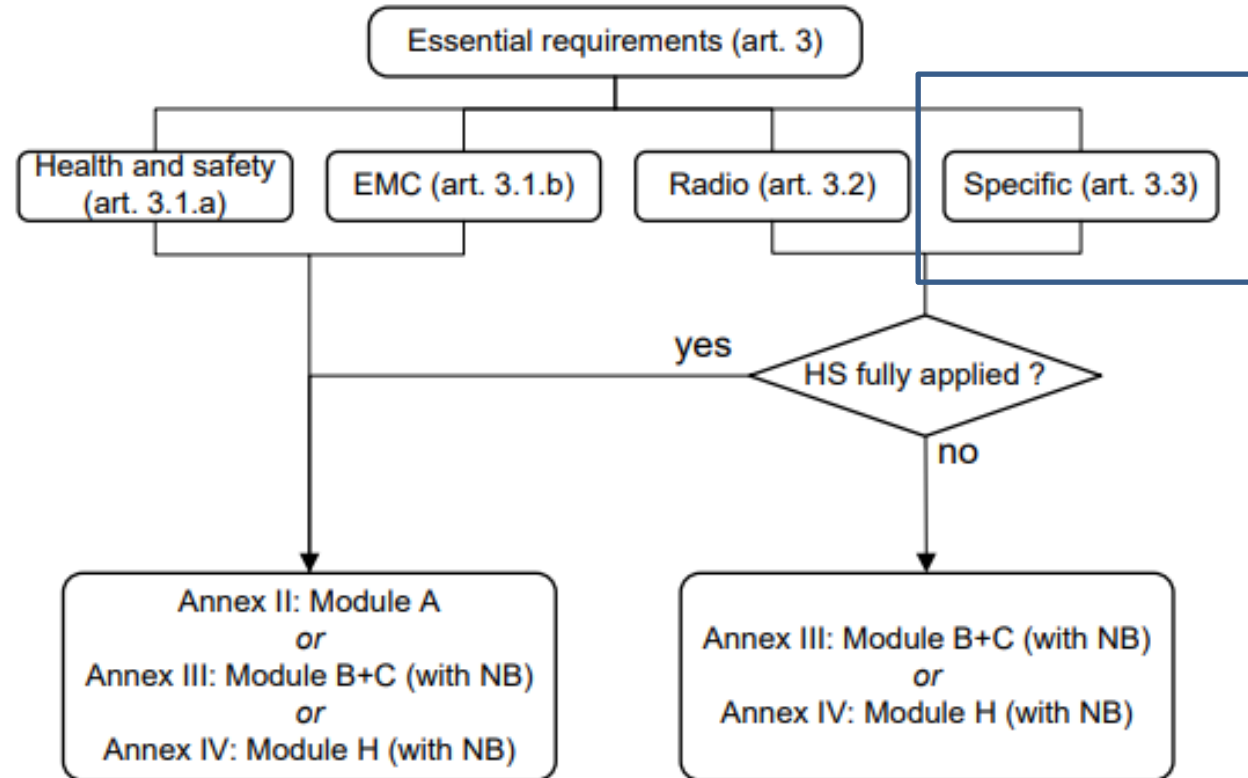 Essential requirements (art. 3)
Health and safety
(art. 3.1.a)
EMC (art. 3.1.b)
Radio (art. 3.2)
Specific (art. 3.3)
yes
HS fully applied ?
no
Annex II: Module A
or
Annex III: Module B+C (with NB)
or
Annex IV: Module H (with NB)
Annex III: Module B+C (with NB)
or
Annex IV: Module H (with NB)